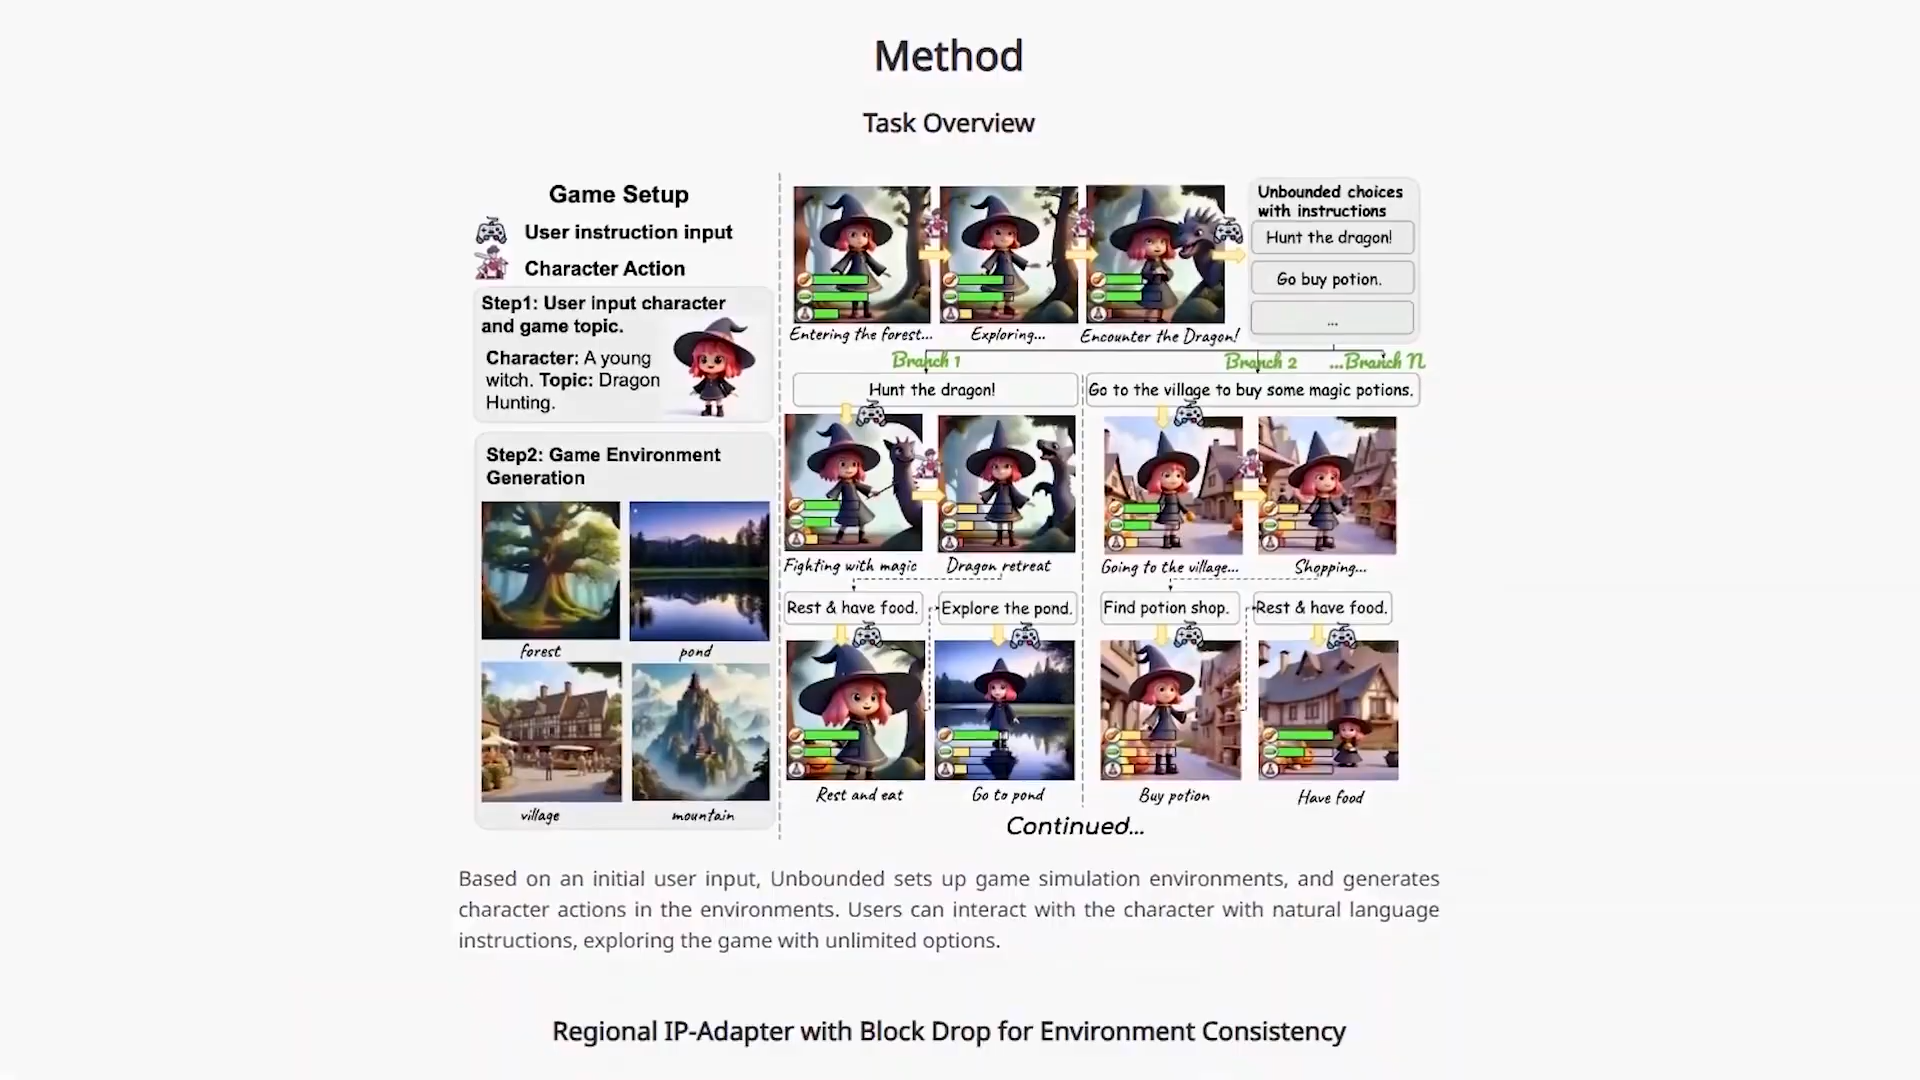 Method
Task Overview
Game Setup
User instruction input
Character Action
Step1: User input character
and game topic.
Character: A young
witch. Topic: Dragon
Hunting.
Step2: Game Environment
Generation
forest
pond
village
mountain
Entering the forest...
Exploring...
Encounter the Dragon!
Unbounded choices
with instructions
Hunt the dragon!
Go buy potion.
...
Branch 1
Branch 2
...Branch N
Hunt the dragon!
Go to the village to buy some magic potions.
Fighting with magic
Dragon retreat
Going to the village...
Shopping...
Rest & have food.
Explore the pond.
Find potion shop.
Rest & have food.
Rest and eat
Go to pond
Buy potion
Have food
Continued...
Based on an initial user input, Unbounded sets up game simulation environments, and generates
character actions in the environments. Users can interact with the character with natural language
instructions, exploring the game with unlimited options.
Regional IP-Adapter with Block Drop for Environment Consistency